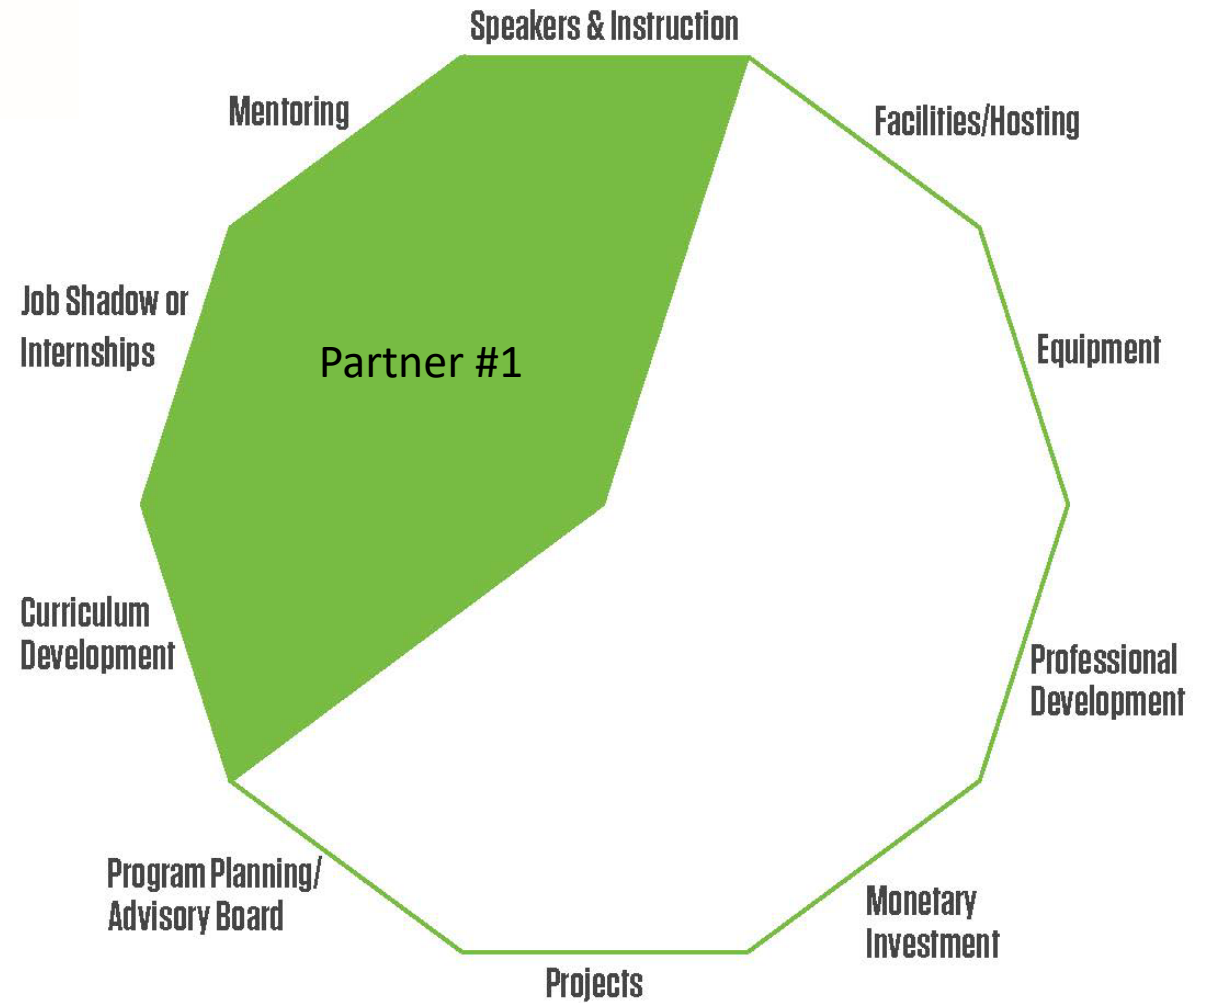 Speakers & Instruction
Mentoring
Facilities/Hosting
Job Shadow or
Internships
Equipment
Partner #1
Curriculum
Development
Professional
Development
Program Planning/
Advisory Board
Monetary
Investment
Projects